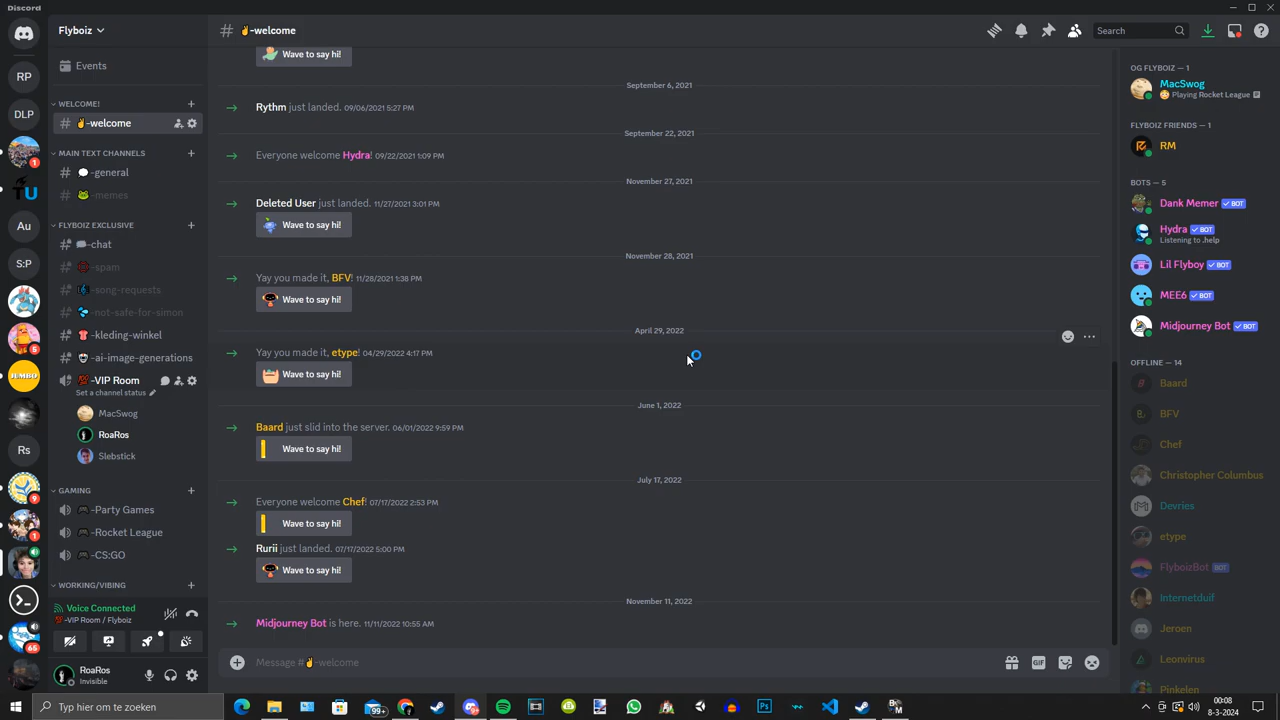 Discord
Flyboiz
✌-welcome
Search
RP
DLP
Au
S:P
JUMBO
Rs
1
5
9
1
66
Events
WELCOME!
✌-welcome
MAIN TEXT CHANNELS
-general
-memes
FLYBOIZ EXCLUSIVE
-chat
-spam
-song-requests
-not-safe-for-simon
-kleding-winkel
-ai-image-generations
-VIP Room
Set a channel status
MacSwog
RoaRos
Slebstick
GAMING
-Party Games
-Rocket League
-CS:GO
WORKING/VIBING
Voice Connected
-VIP Room / Flyboiz
RoaRos
Invisible
Wave to say hi!
September 6, 2021
Rythm just landed. 09/06/2021 5:27 PM
September 22, 2021
Everyone welcome Hydra! 09/22/2021 1:09 PM
November 27, 2021
Deleted User just landed. 11/27/2021 3:01 PM
Wave to say hi!
November 28, 2021
Yay you made it, BFV! 11/28/2021 1:38 PM
Wave to say hi!
April 29, 2022
Yay you made it, etype! 04/29/2022 4:17 PM
Wave to say hi!
June 1, 2022
Baard just slid into the server. 06/01/2022 9:59 PM
Wave to say hi!
July 17, 2022
Everyone welcome Chef! 07/17/2022 2:53 PM
Wave to say hi!
Rurii just landed. 07/17/2022 5:00 PM
Wave to say hi!
November 11, 2022
Midjourney Bot is here. 11/11/2022 10:55 AM
Message #✌-welcome
GIF
OG FLYBOIZ — 1
MacSwog
Playing Rocket League
FLYBOIZ FRIENDS — 1
RM
BOTS — 5
Dank Memer ✓ BOT
Hydra ✓ BOT
Listening to .help
Lil Flyboy ✓ BOT
MEE6 ✓ BOT
Midjourney Bot ✓ BOT
OFFLINE — 14
Baard
BFV
Chef
Christopher Columbus
Devries
etype
FlyboizBot BOT
Internetduif
Jeroen
Leonvirus
Pinkelen
Typ hier om te zoeken
99+
Ps
00:08
8-3-2024